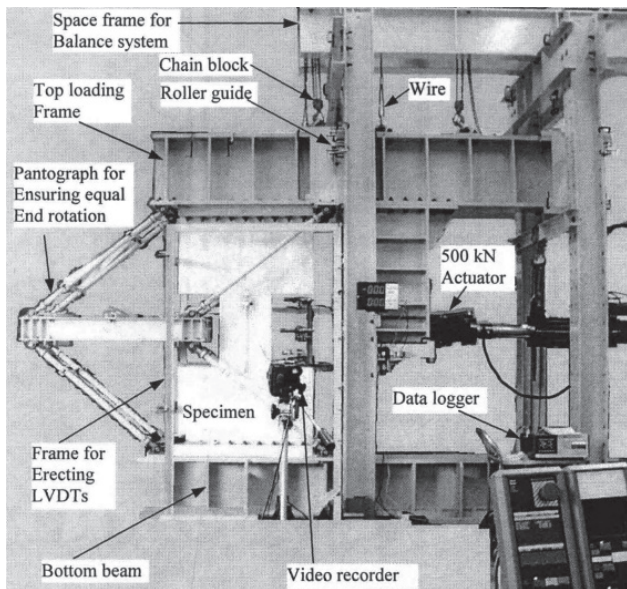 Space frame for
Balance system
Chain block
Roller guide
Wire
Top loading
Frame
Pantograph for
Ensuring equal
End rotation
500 kN
Actuator
Specimen
Data logger
Frame for
Erecting
LVDTs
Bottom beam
Video recorder